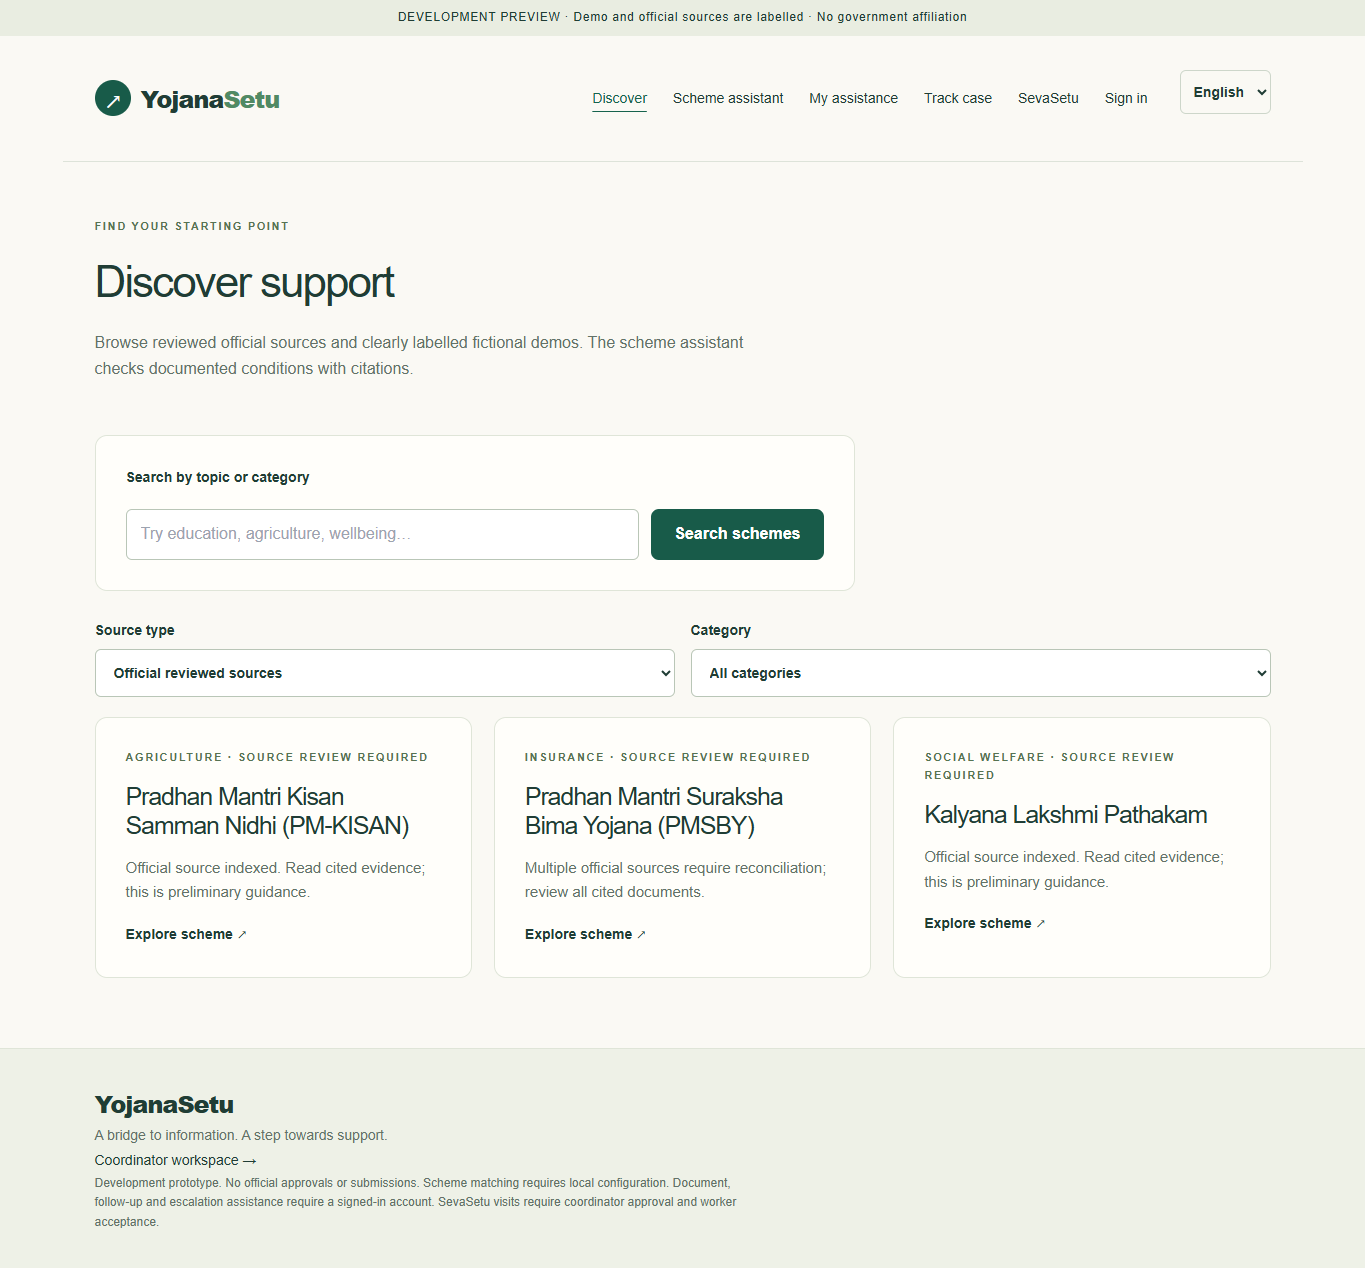 DEVELOPMENT PREVIEW · Demo and official sources are labelled · No government affiliation
YojanaSetu
Discover
Scheme assistant
My assistance
Track case
SevaSetu
Sign in
English
FIND YOUR STARTING POINT
Discover support
Browse reviewed official sources and clearly labelled fictional demos. The scheme assistant
checks documented conditions with citations.
Search by topic or category
Try education, agriculture, wellbeing…
Search schemes
Source type
Category
Official reviewed sources
All categories
AGRICULTURE · SOURCE REVIEW REQUIRED
Pradhan Mantri Kisan
Samman Nidhi (PM-KISAN)
Official source indexed. Read cited evidence;
this is preliminary guidance.
Explore scheme ↗
INSURANCE · SOURCE REVIEW REQUIRED
Pradhan Mantri Suraksha
Bima Yojana (PMSBY)
Multiple official sources require reconciliation;
review all cited documents.
Explore scheme ↗
SOCIAL WELFARE · SOURCE REVIEW
REQUIRED
Kalyana Lakshmi Pathakam
Official source indexed. Read cited evidence;
this is preliminary guidance.
Explore scheme ↗
YojanaSetu
A bridge to information. A step towards support.
Coordinator workspace →
Development prototype. No official approvals or submissions. Scheme matching requires local configuration. Document,
follow-up and escalation assistance require a signed-in account. SevaSetu visits require coordinator approval and worker
acceptance.